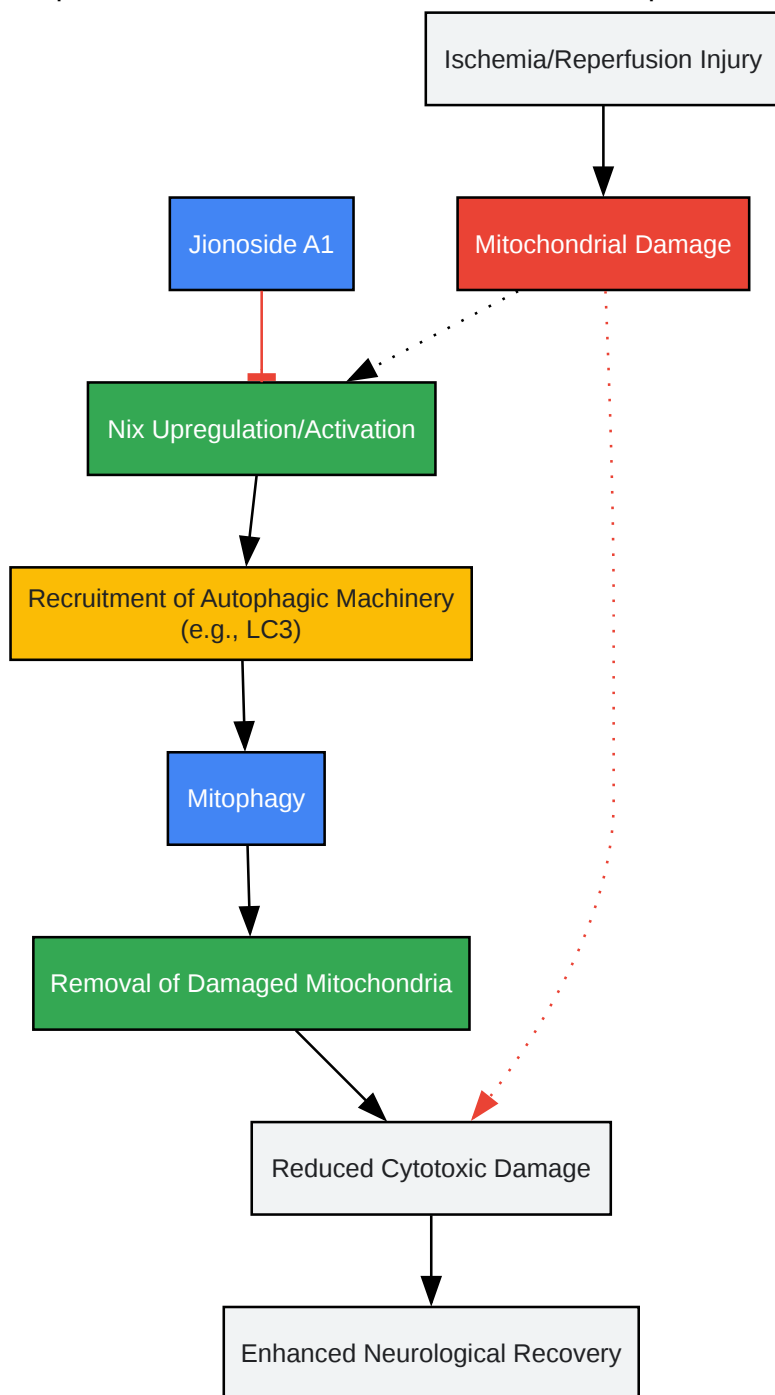 Ischemia/Reperfusion Injury
Jionoside A1
Mitochondrial Damage
Nix Upregulation/Activation
Recruitment of Autophagic Machinery
(e.g., LC3)
Mitophagy
Removal of Damaged Mitochondria
Reduced Cytotoxic Damage
Enhanced Neurological Recovery